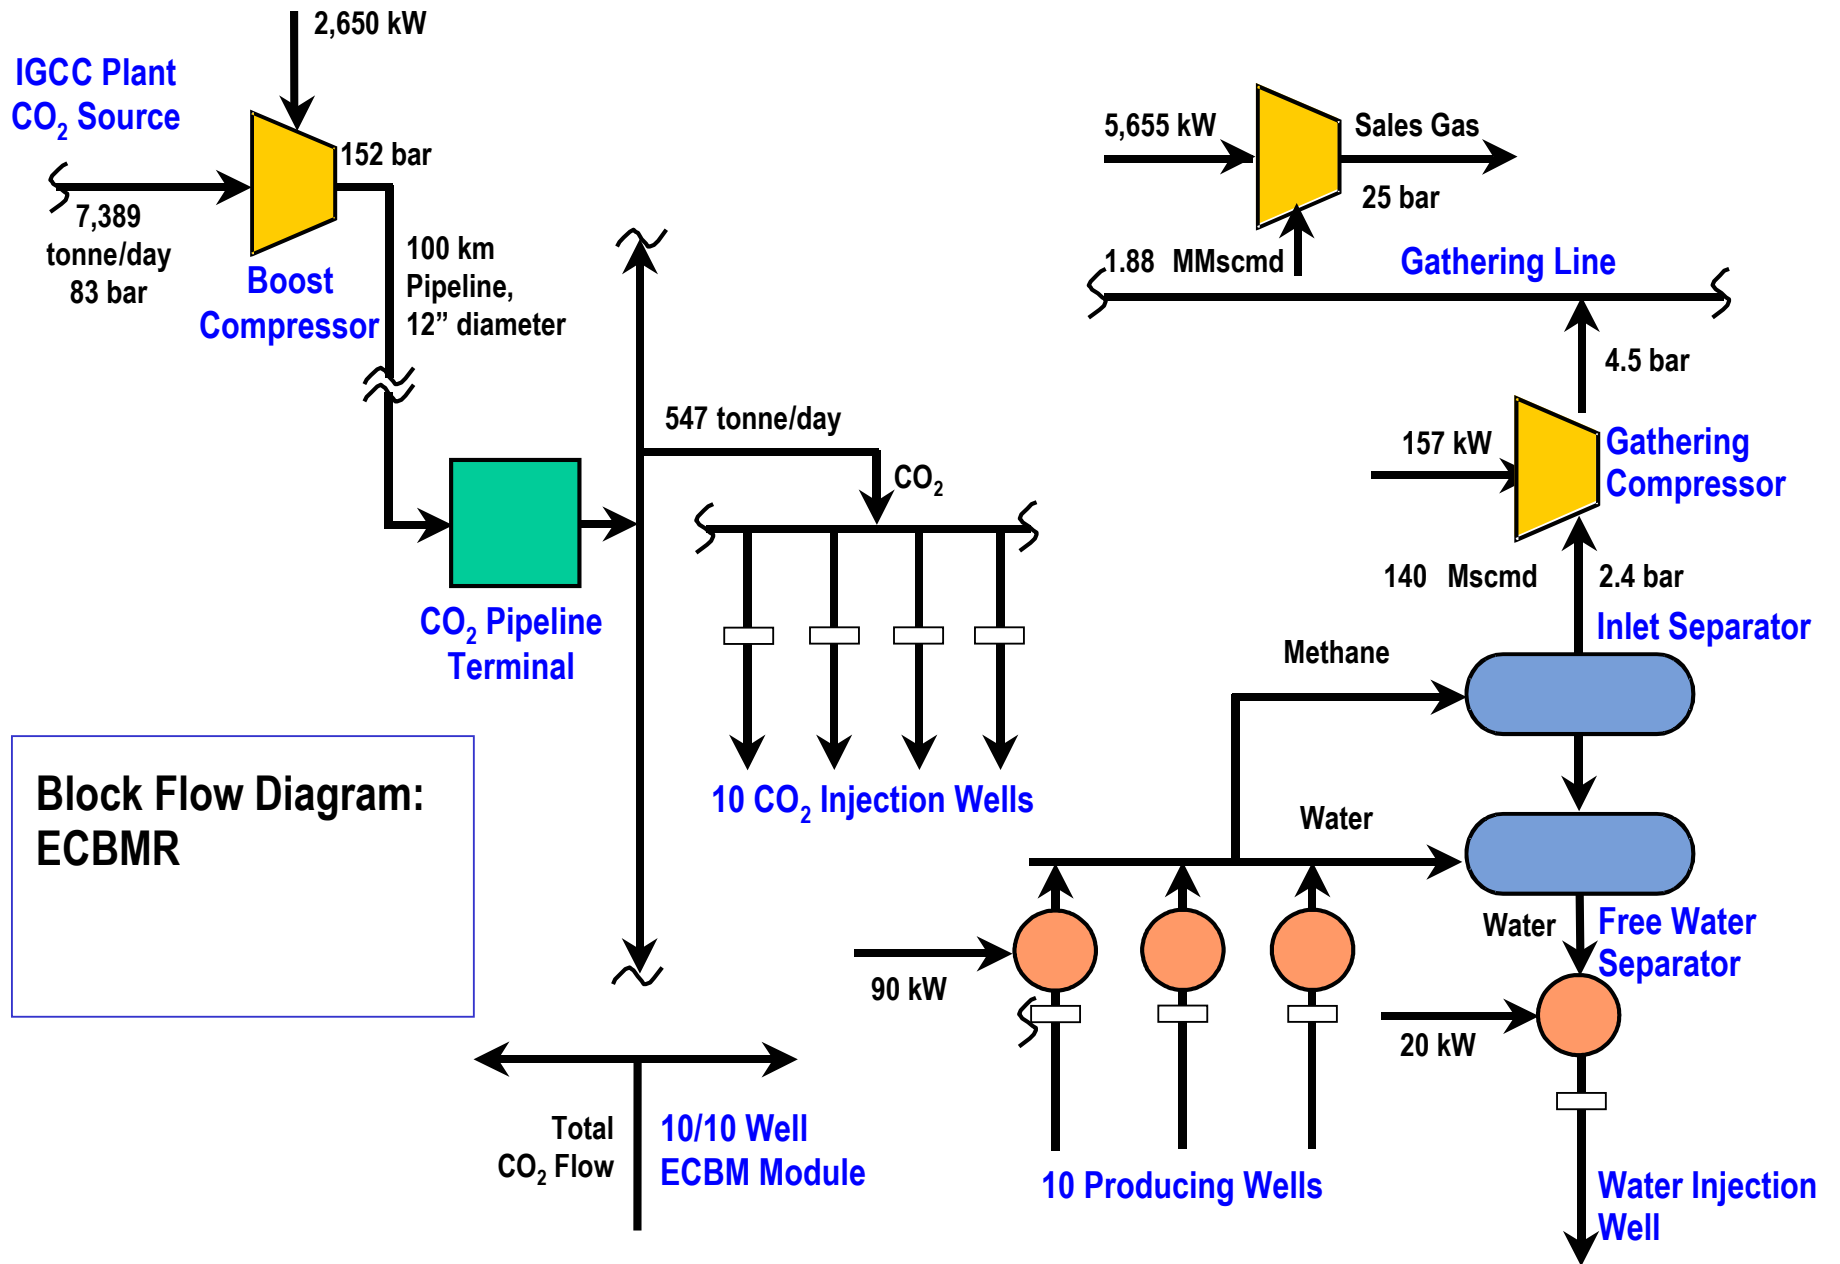 2,650 kW
IGCC Plant
CO₂ Source
152 bar
7,389
tonne/day
83 bar
Boost
Compressor
100 km
Pipeline,
12” diameter
CO₂ Pipeline
Terminal
547 tonne/day
CO₂
10 CO₂ Injection Wells
Block Flow Diagram:
ECBMR
Total
CO₂ Flow
10/10 Well
ECBM Module
5,655 kW
Sales Gas
25 bar
1.88 MMscmd
Gathering Line
4.5 bar
157 kW
Gathering
Compressor
140 Mscmd
2.4 bar
Inlet Separator
Methane
Water
Water
Free Water
Separator
90 kW
20 kW
10 Producing Wells
Water Injection
Well